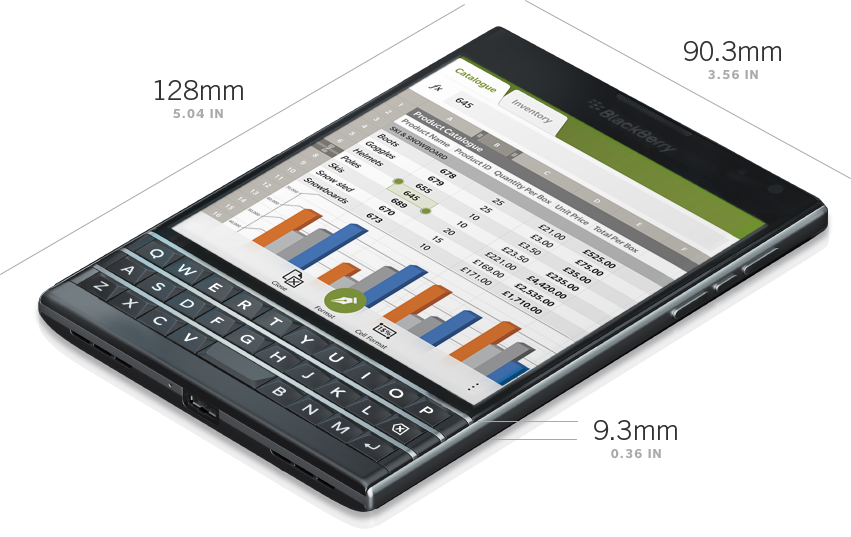 128mm
5.04 IN
90.3mm
3.56 IN
BlackBerry
Catalogue
Inventory
fx
645
A B C D E F
Product Catalogue
Product Name Product ID Quantity Per Box Unit Price Total Per Box
SKI & SNOWBOARD
Boots 678 25 £21.00 £525.00
Goggles 679 25 £3.00 £75.00
Helmets 655 10 £3.50 £35.00
Poles 645 10 £23.50
Skis 689 20 £221.00 £4,420.00
Snow sled 670 15 £169.00 £2,535.00
Snowboards 673 10 £171.00 £1,710.00
Close
Format
Cell Format
Q W E R T Y U I O P
A S D F G H J K L
Z X C V B N M
9.3mm
0.36 IN